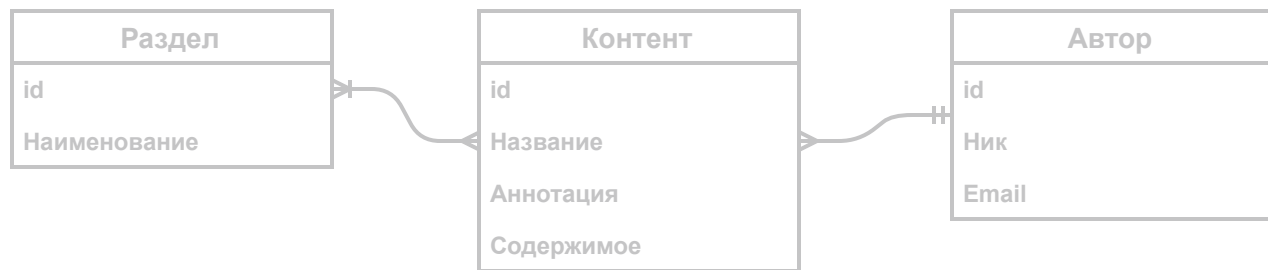 Раздел
id
Наименование
Контент
id
Название
Аннотация
Содержимое
Автор
id
Ник
Email